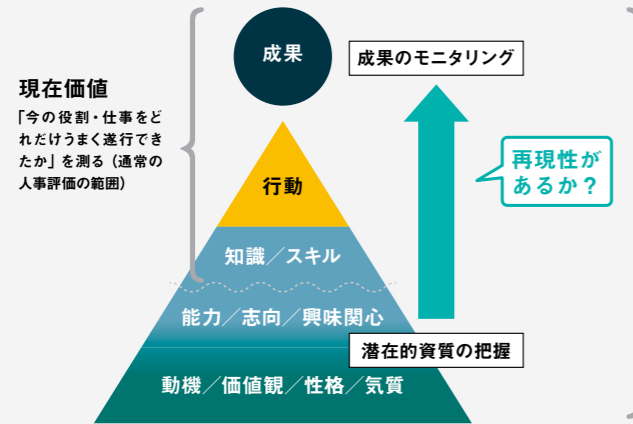 成果
成果のモニタリング
現在価値
「今の役割・仕事をど
れだけうまく遂行でき
たか」を測る（通常の
人事評価の範囲）
再現性が
あるか？
行動
知識／スキル
能力／志向／興味関心
潜在的資質の把握
動機／価値観／性格／気質